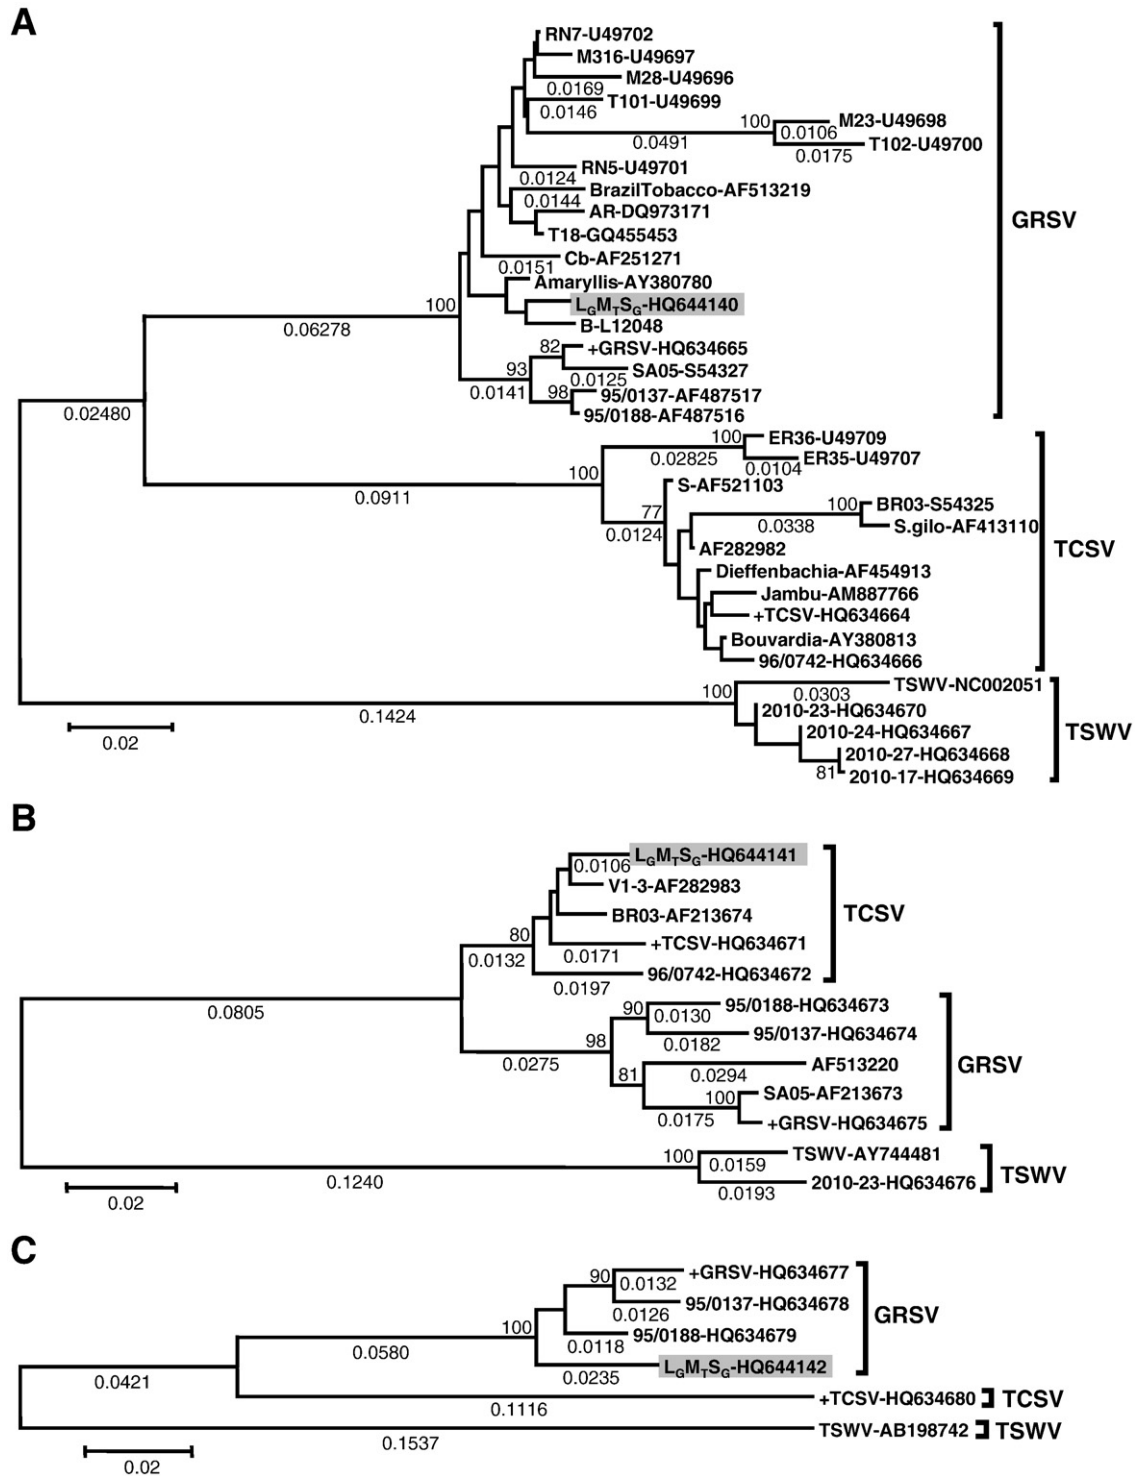 A
RN7-U49702
M316-U49697
M28-U49696
0.0169
T101-U49699
0.0146
100
M23-U49698
0.0106
0.0491
T102-U49700
0.0175
RN5-U49701
0.0124
BrazilTobacco-AF513219
0.0144
AR-DQ973171
GRSV
T18-GQ455453
Cb-AF251271
0.0151
Amaryllis-AY380780
100
LGMTSG-HQ644140
0.06278
B-L12048
82
+GRSV-HQ634665
93
SA05-S54327
0.0125
0.0141
98
95/0137-AF487517
95/0188-AF487516
0.02480
100
ER36-U49709
0.02825
ER35-U49707
0.0104
100
S-AF521103
0.0911
77
100
BR03-S54325
0.0124
0.0338
S.gilo-AF413110
AF282982
TCSV
Dieffenbachia-AF454913
Jambu-AM887766
+TCSV-HQ634664
Bouvardia-AY380813
96/0742-HQ634666
100
TSWV-NC002051
0.0303
2010-23-HQ634670
0.1424
2010-24-HQ634667
TSWV
0.02
2010-27-HQ634668
81
2010-17-HQ634669
B
LGMTSG-HQ644141
0.0106
V1-3-AF282983
BR03-AF213674
TCSV
80
+TCSV-HQ634671
0.0132
0.0171
96/0742-HQ634672
0.0197
0.0805
90
95/0188-HQ634673
0.0130
98
95/0137-HQ634674
0.0182
0.0275
81
AF513220
GRSV
0.0294
100
SA05-AF213673
0.0175
+GRSV-HQ634675
100
TSWV-AY744481
0.0159
TSWV
0.1240
2010-23-HQ634676
0.0193
0.02
C
90
+GRSV-HQ634677
0.0132
95/0137-HQ634678
0.0126
GRSV
100
95/0188-HQ634679
0.0118
0.0580
LGMTSG-HQ644142
0.0235
0.0421
+TCSV-HQ634680
TCSV
0.1116
TSWV-AB198742
TSWV
0.1537
0.02